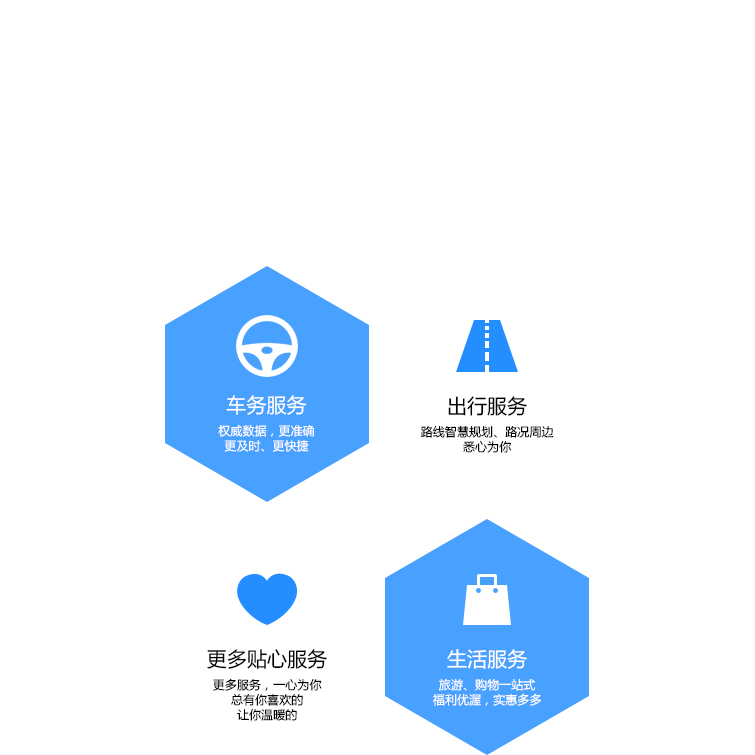 车务服务
权威数据，更准确
更及时、更快捷
出行服务
路线智慧规划、路况周边
悉心为你
更多贴心服务
更多服务，一心为你
总有你喜欢的
让你温暖的
生活服务
旅游、购物一站式
福利优渥，实惠多多